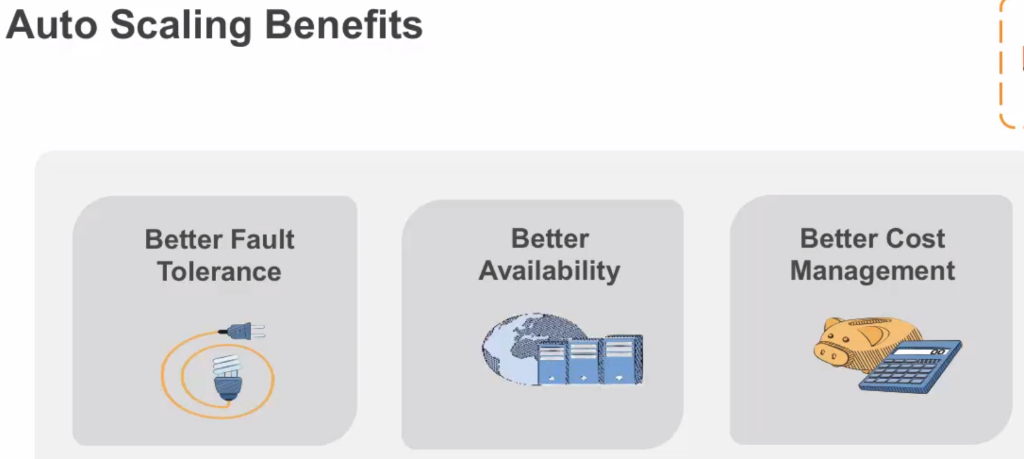 Auto Scaling Benefits
Better Fault
Tolerance
Better
Availability
Better Cost
Management